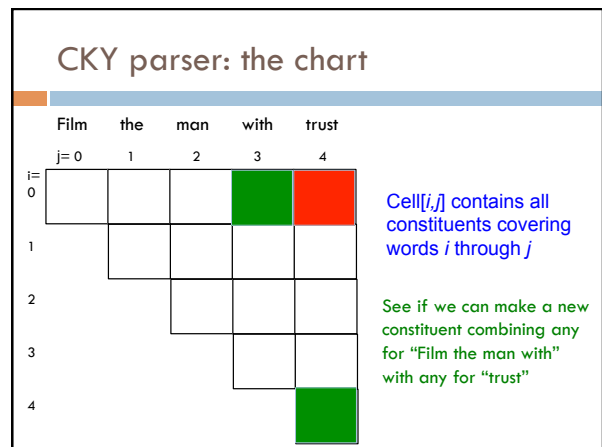 CKY parser: the chart
Film the man with trust
j= 0 1 2 3 4
i=
0
1
2
3
4
Cell[i,j] contains all
constituents covering
words i through j
See if we can make a new
constituent combining any
for “Film the man with”
with any for “trust”